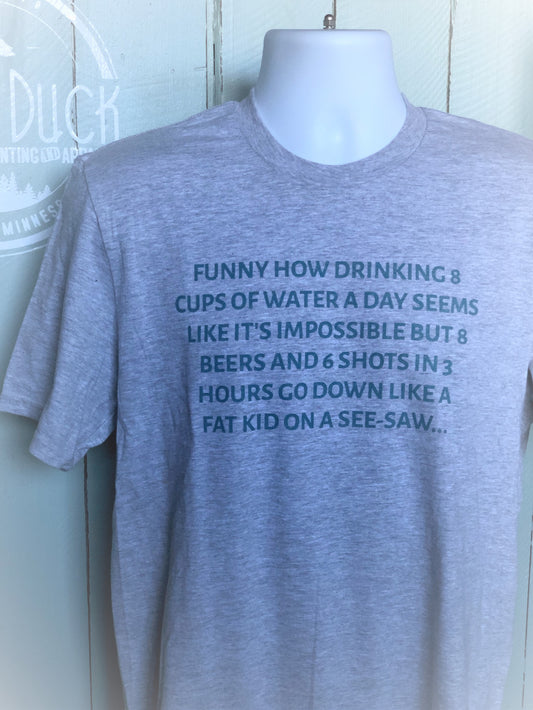 DUCK
MINNES
FUNNY HOW DRINKING 8
CUPS OF WATER A DAY SEEMS
LIKE IT'S IMPOSSIBLE BUT 8
BEERS AND 6 SHOTS IN 3
HOURS GO DOWN LIKE A
FAT KID ON A SEE-SAW...